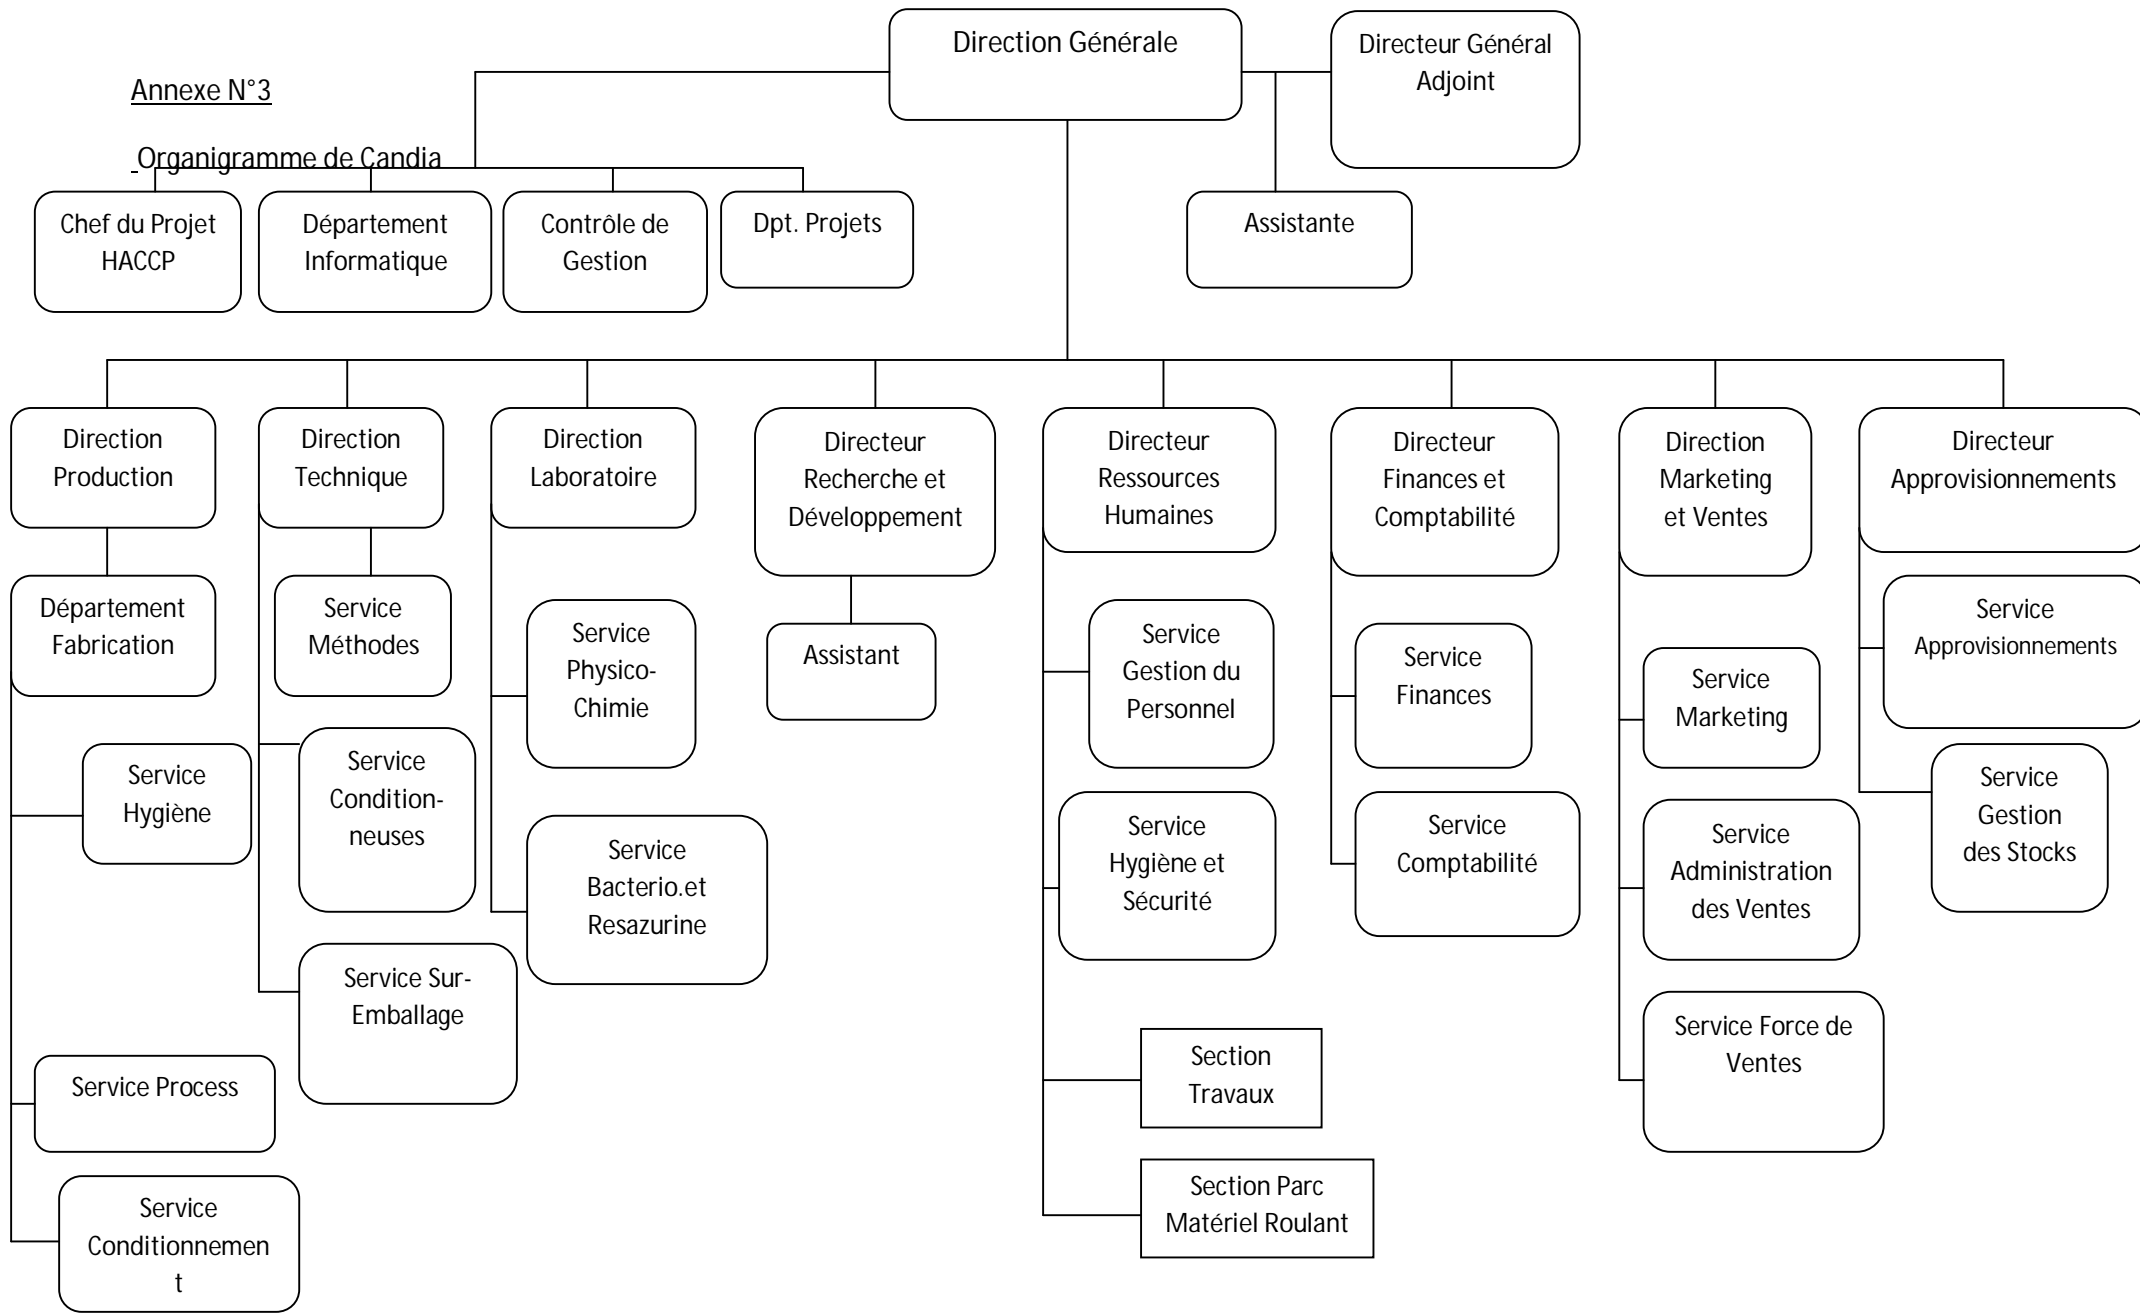 Direction Générale
Directeur Général
Adjoint
Annexe N°3
Organigramme de Candia
Chef du Projet
HACCP
Département
Informatique
Contrôle de
Gestion
Dpt. Projets
Assistante
Direction
Production
Direction
Technique
Direction
Laboratoire
Directeur
Recherche et
Développement
Directeur
Ressources
Humaines
Directeur
Finances et
Comptabilité
Direction
Marketing
et Ventes
Directeur
Approvisionnements
Département
Fabrication
Service
Hygiène
Service Process
Service
Conditionnemen
t
Service
Méthodes
Service
Condition-
neuses
Service Sur-
Emballage
Service
Physico-
Chimie
Service
Bacterio.et
Resazurine
Assistant
Service
Gestion du
Personnel
Service
Hygiène et
Sécurité
Section
Travaux
Section Parc
Matériel Roulant
Service
Finances
Service
Comptabilité
Service
Marketing
Service
Administration
des Ventes
Service Force de
Ventes
Service
Approvisionnements
Service
Gestion
des Stocks